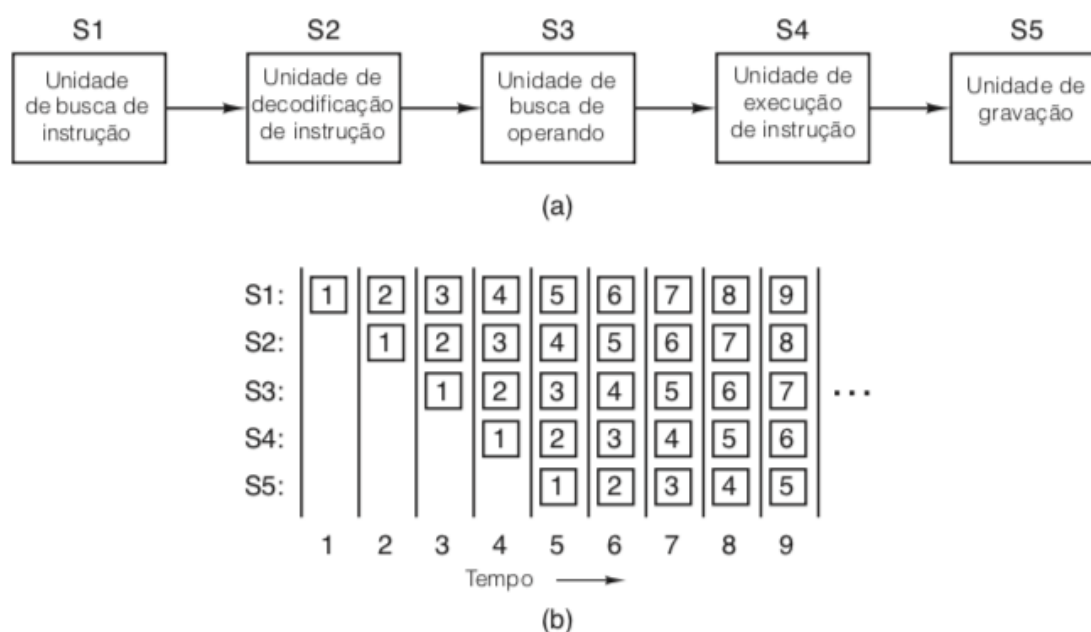 S1 S2 S3 S4 S5
Unidade
de busca de
instrução
Unidade de
decodificação
de instrução
Unidade de
busca de
operando
Unidade de
execução
de instrução
Unidade de
gravação
(a)
S1: 1 2 3 4 5 6 7 8 9
S2: 1 2 3 4 5 6 7 8
S3: 1 2 3 4 5 6 7 ...
S4: 1 2 3 4 5 6
S5: 1 2 3 4 5
1 2 3 4 5 6 7 8 9
Tempo
(b)